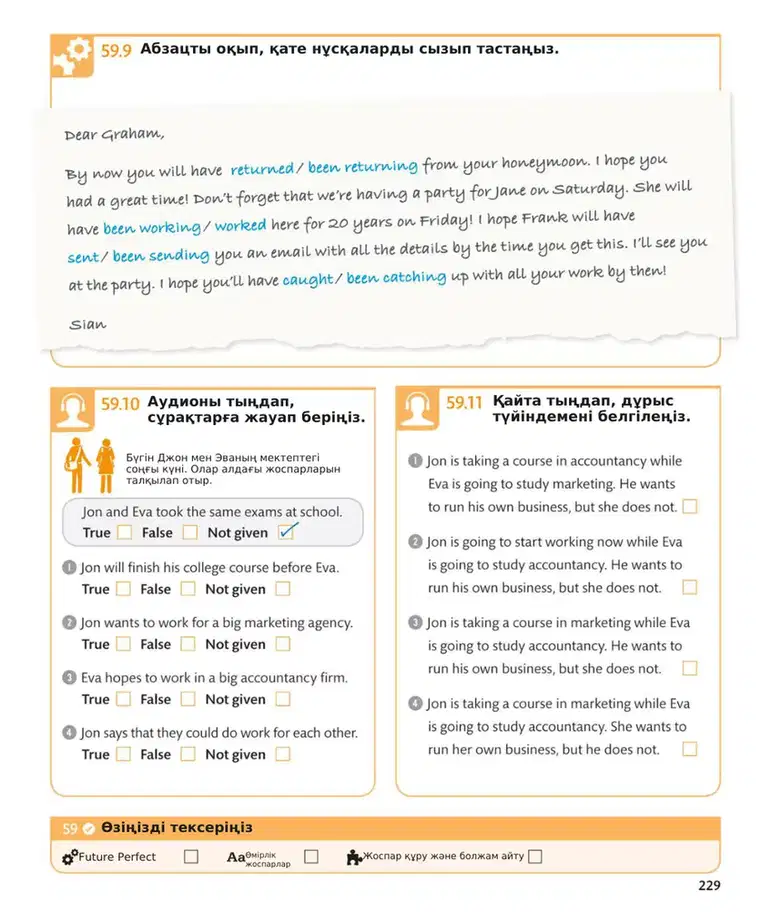 59.9 Абзацты оқып, қате нұсқаларды сызып тастаңыз.
Dear Graham,
By now you will have returned/ been returning from your honeymoon. I hope you
had a great time! Don't forget that we're having a party for Jane on Saturday. She will
have been working/ worked here for 20 years on Friday! I hope Frank will have
sent/ been sending you an email with all the details by the time you get this. I'll see you
at the party. I hope you'll have caught/ been catching up with all your work by then!
Sian
59.10 Аудионы тыңдап,
сұрақтарға жауап беріңіз.
Бүгін Джон мен Эваның мектептегі
соңғы күні. Олар алдағы жоспарларын
талқылап отыр.
Jon and Eva took the same exams at school.
True False Not given
1 Jon will finish his college course before Eva.
True False Not given
2 Jon wants to work for a big marketing agency.
True False Not given
3 Eva hopes to work in a big accountancy firm.
True False Not given
4 Jon says that they could do work for each other.
True False Not given
59.11 Қайта тыңдап, дұрыс
түйіндемені белгілеңіз.
1 Jon is taking a course in accountancy while
Eva is going to study marketing. He wants
to run his own business, but she does not.
2 Jon is going to start working now while Eva
is going to study accountancy. He wants to
run his own business, but she does not.
3 Jon is taking a course in marketing while Eva
is going to study accountancy. He wants to
run his own business, but she does not.
4 Jon is taking a course in marketing while Eva
is going to study accountancy. She wants to
run her own business, but he does not.
59 Өзіңізді тексеріңіз
Future Perfect
Aa Өмірлік
жоспарлар
Жоспар құру және болжам айту
229